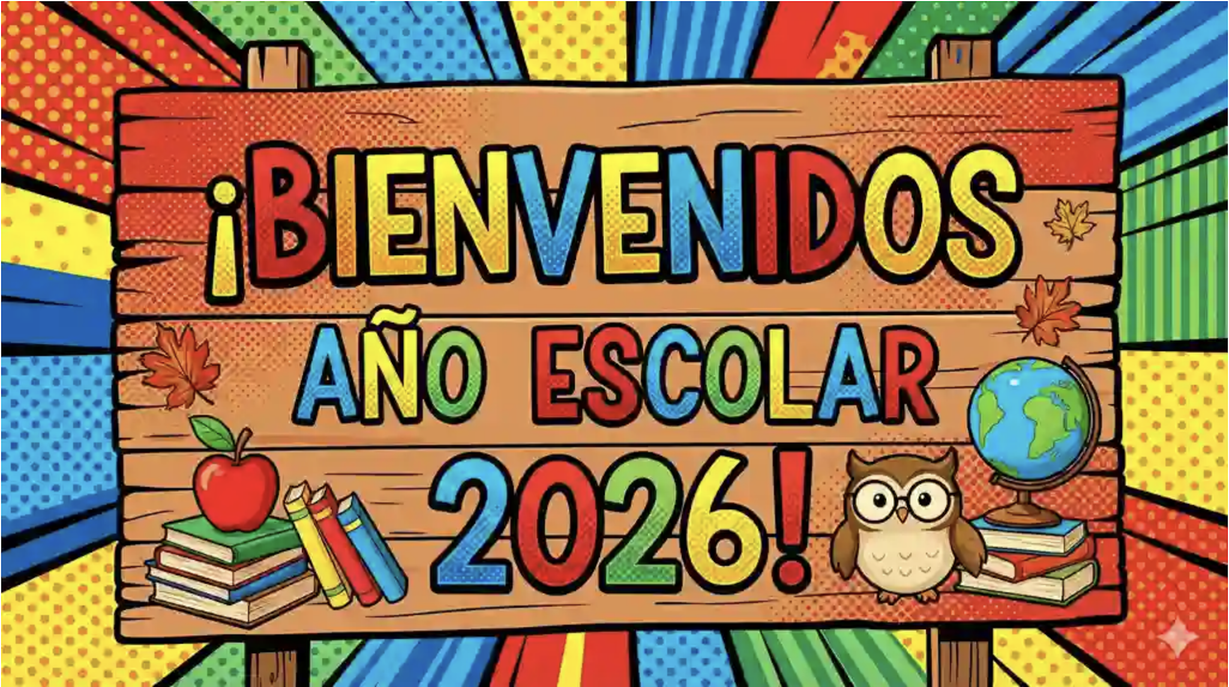 ¡BIENVENIDOS
AÑO ESCOLAR
2026!